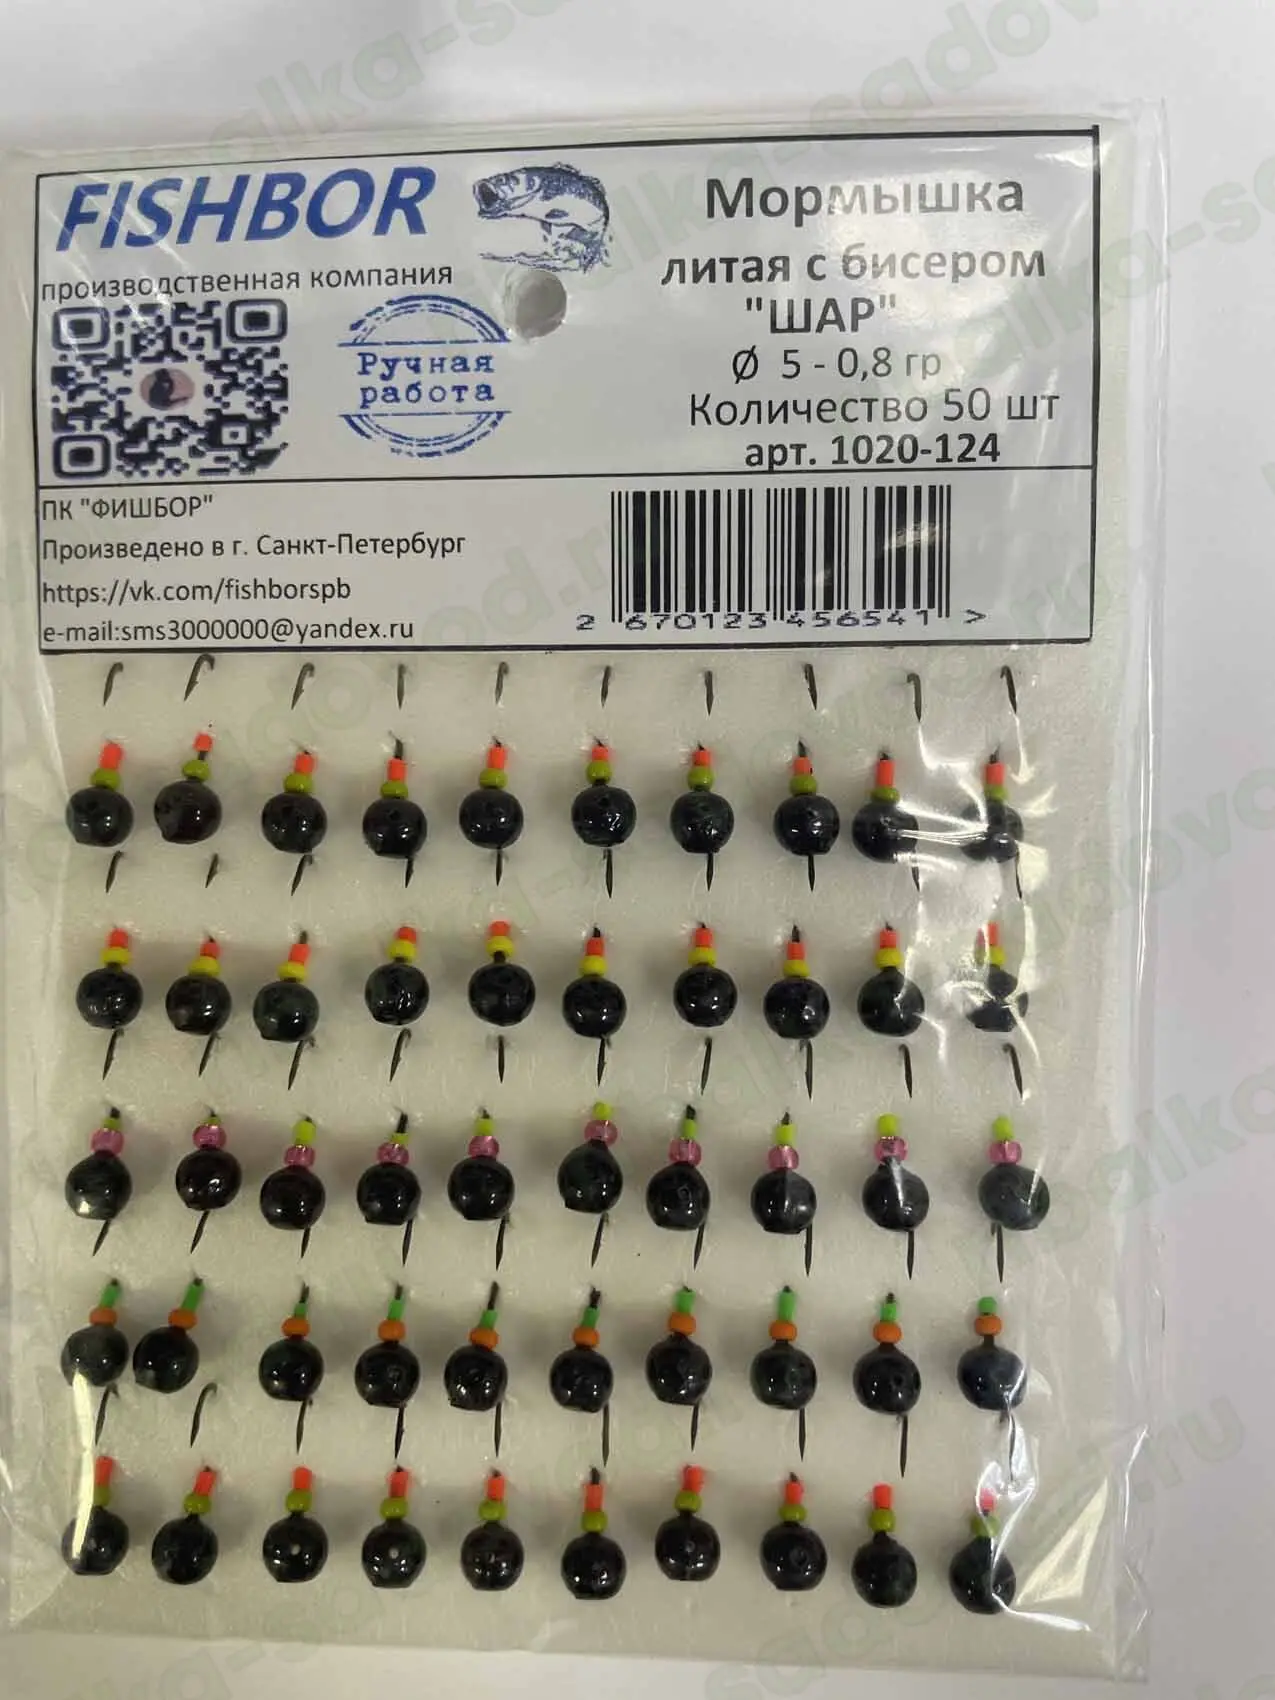 FISHBOR
производственная компания
Ручная
работа
Мормышка
литая с бисером
"ШАР"
Ø 5 - 0,8 гр
Количество 50 шт
арт. 1020-124
ПК "ФИШБОР"
Произведено в г. Санкт-Петербург
https://vk.com/fishborspb
e-mail:sms3000000@yandex.ru
2 670123 456541 >